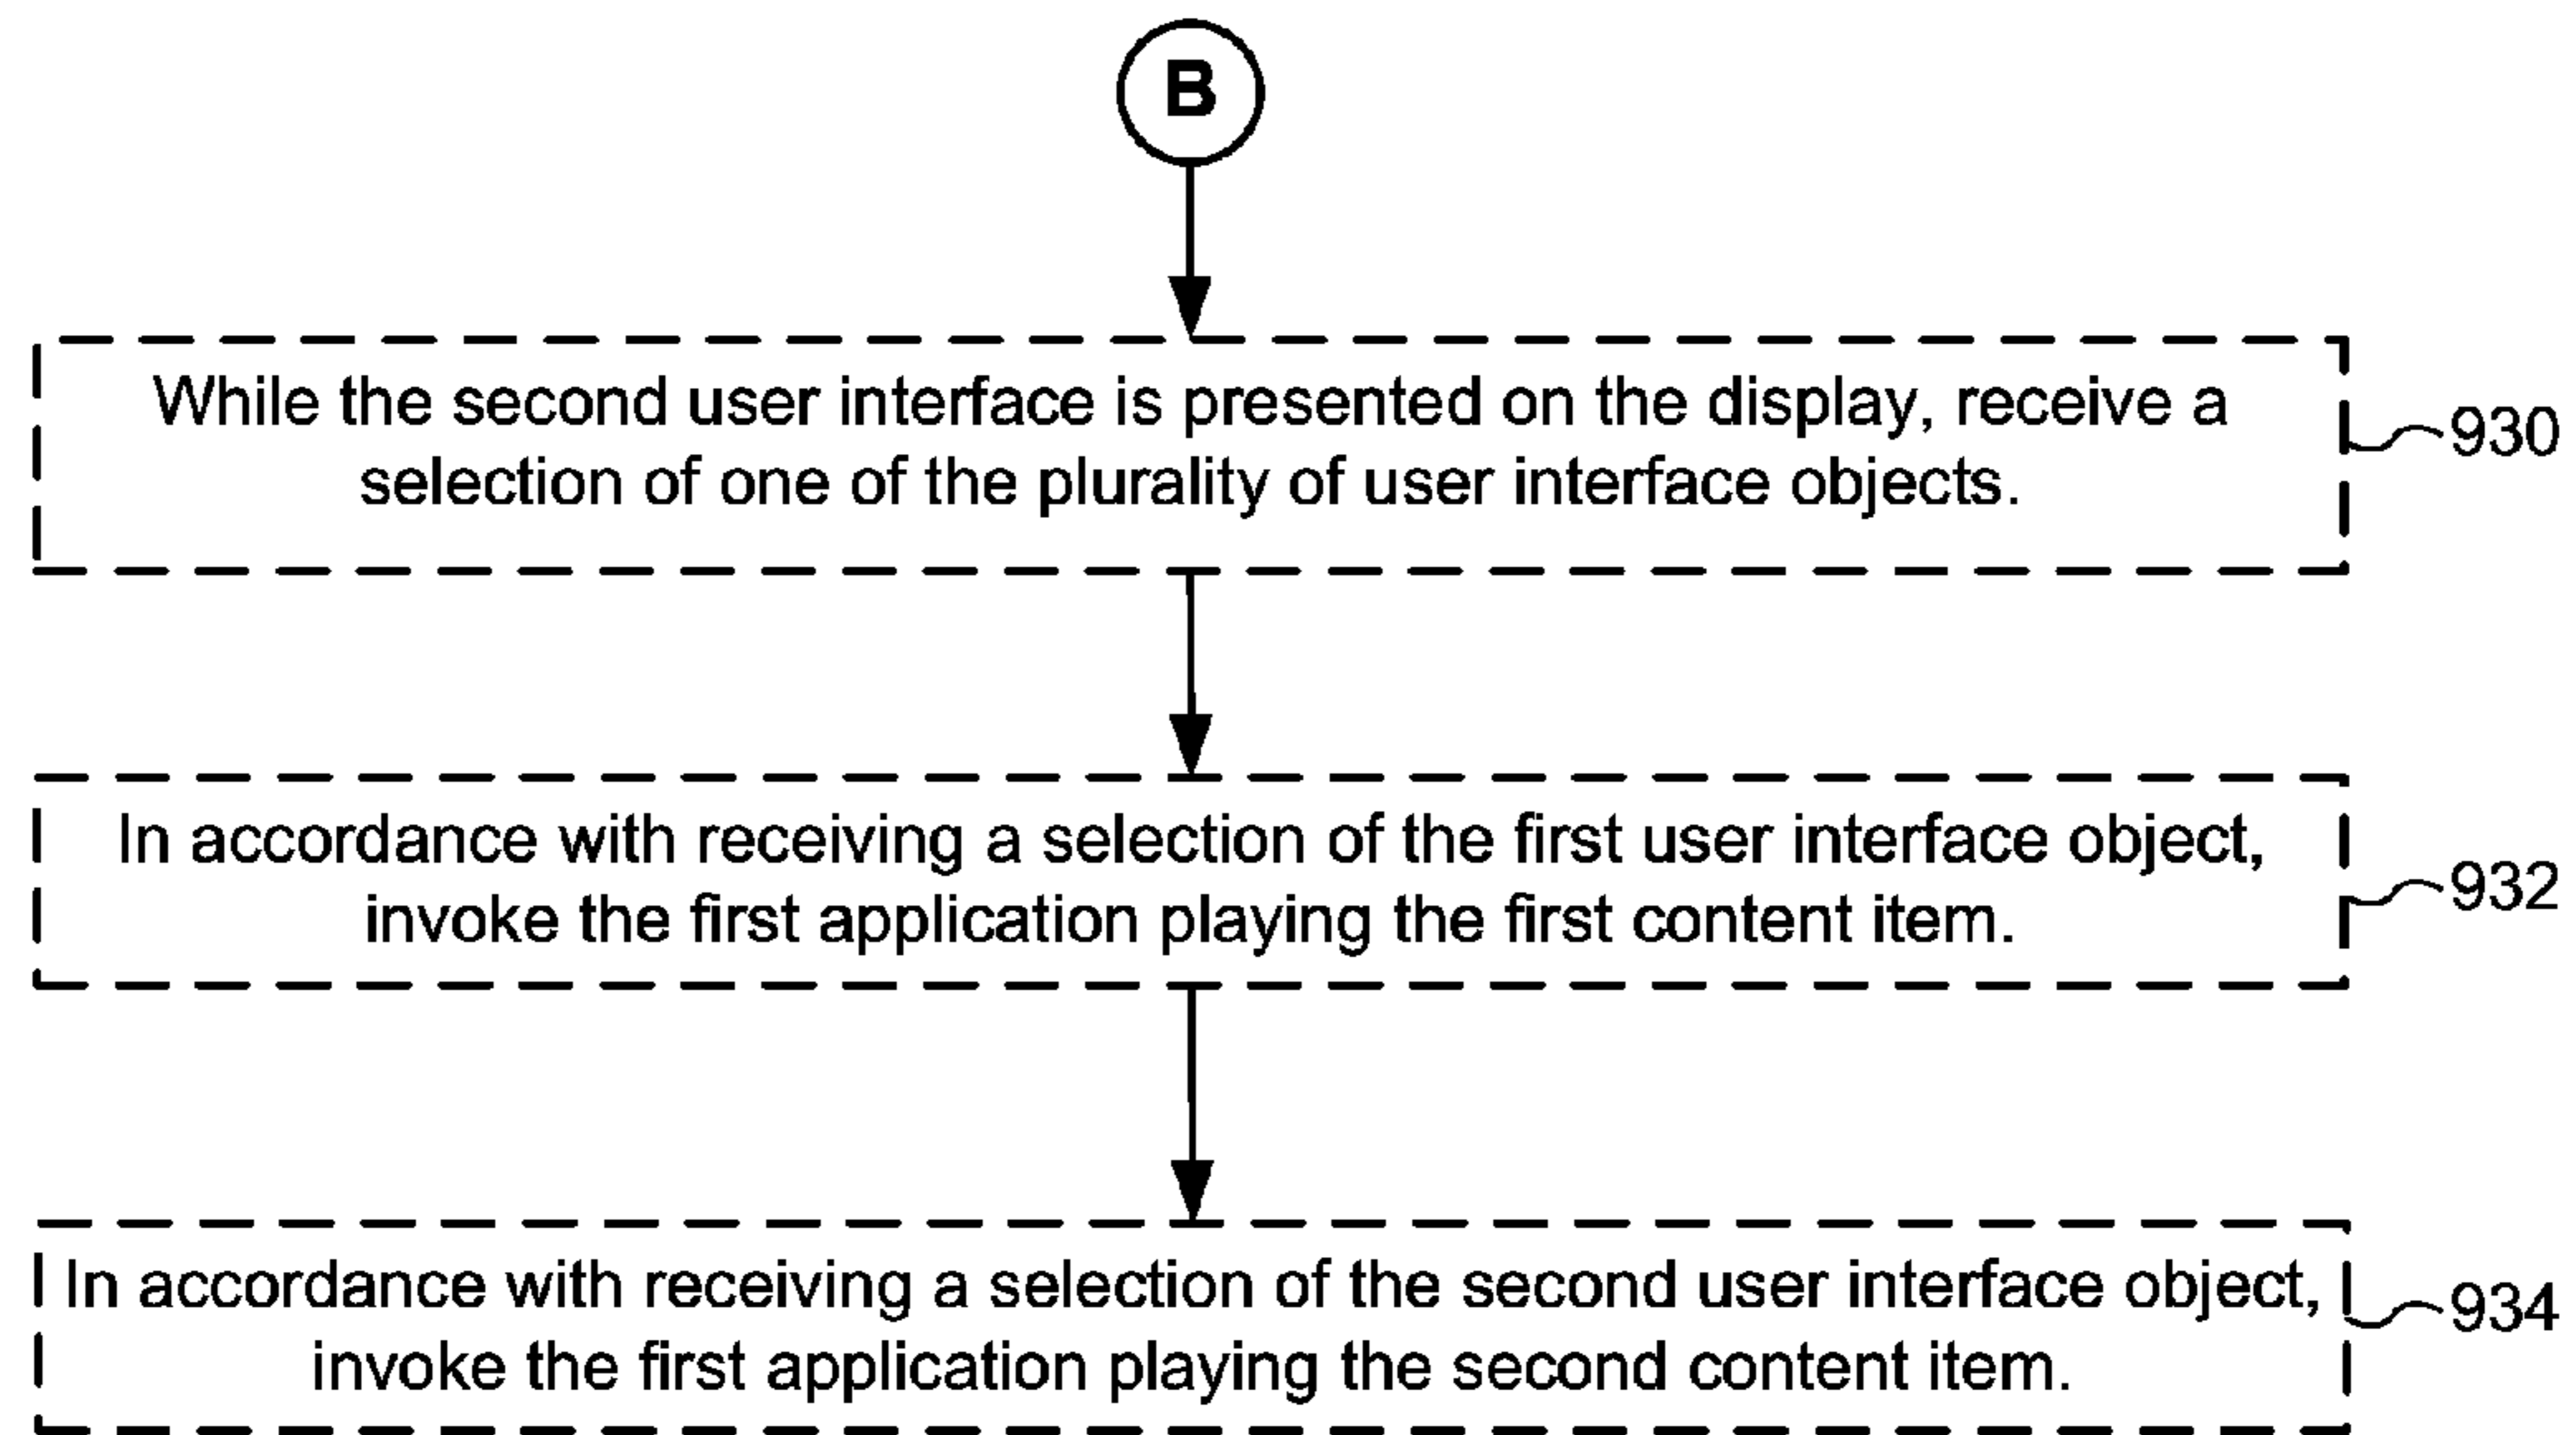 B
While the second user interface is presented on the display, receive a
selection of one of the plurality of user interface objects.
930
In accordance with receiving a selection of the first user interface object,
invoke the first application playing the first content item.
932
In accordance with receiving a selection of the second user interface object,
invoke the first application playing the second content item.
934